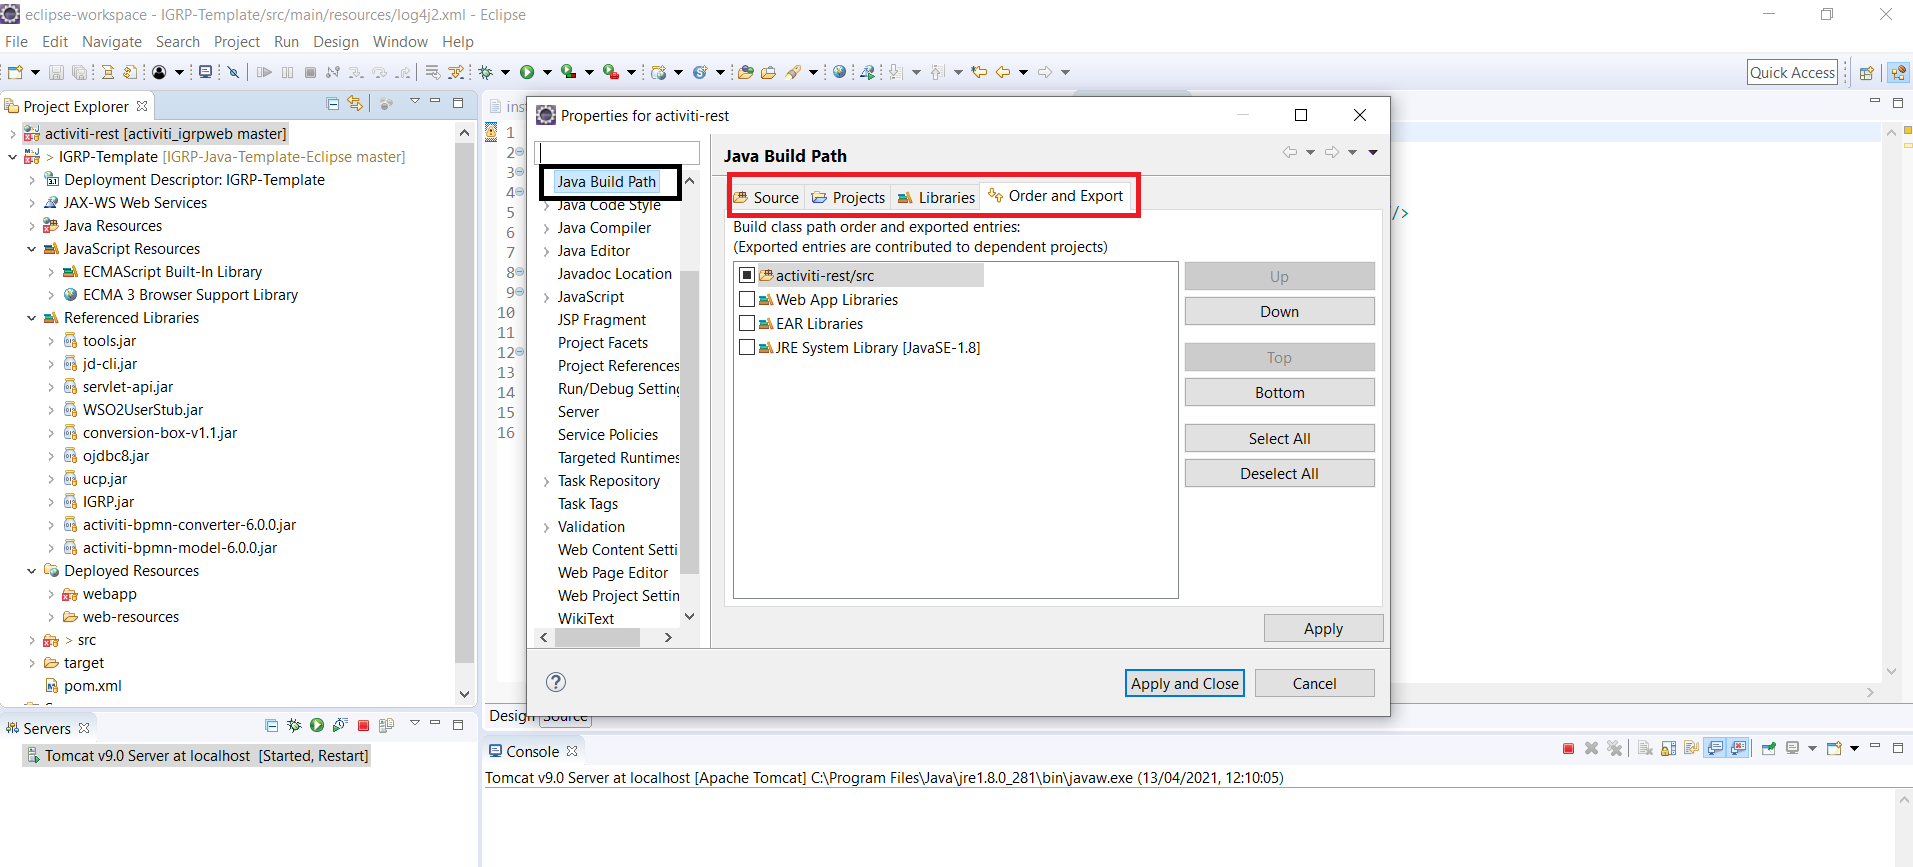 eclipse-workspace - IGRP-Template/src/main/resources/log4j2.xml - Eclipse
File Edit Navigate Search Project Run Design Window Help
Quick Access
Project Explorer
activiti-rest [activiti_igrpweb master]
> IGRP-Template [IGRP-Java-Template-Eclipse master]
Deployment Descriptor: IGRP-Template
JAX-WS Web Services
Java Resources
JavaScript Resources
ECMAScript Built-In Library
ECMA 3 Browser Support Library
Referenced Libraries
tools.jar
jd-cli.jar
servlet-api.jar
WSO2UserStub.jar
conversion-box-v1.1.jar
ojdbc8.jar
ucp.jar
IGRP.jar
activiti-bpmn-converter-6.0.0.jar
activiti-bpmn-model-6.0.0.jar
Deployed Resources
webapp
web-resources
> src
target
pom.xml
Servers
Tomcat v9.0 Server at localhost [Started, Restart]
ins
1
2
3
4
5
6
7
8
9
10
11
12
13
14
15
16
/>
Properties for activiti-rest
Java Build Path
Java Code Style
Java Compiler
Java Editor
Javadoc Location
JavaScript
JSP Fragment
Project Facets
Project References
Run/Debug Setting
Server
Service Policies
Targeted Runtimes
Task Repository
Task Tags
Validation
Web Content Setti
Web Page Editor
Web Project Settin
WikiText
Java Build Path
Source Projects Libraries Order and Export
Build class path order and exported entries:
(Exported entries are contributed to dependent projects)
activiti-rest/src
Web App Libraries
EAR Libraries
JRE System Library [JavaSE-1.8]
Up
Down
Top
Bottom
Select All
Deselect All
Apply
Apply and Close Cancel
Design Source
Console
Tomcat v9.0 Server at localhost [Apache Tomcat] C:\Program Files\Java\jre1.8.0_281\bin\javaw.exe (13/04/2021, 12:10:05)